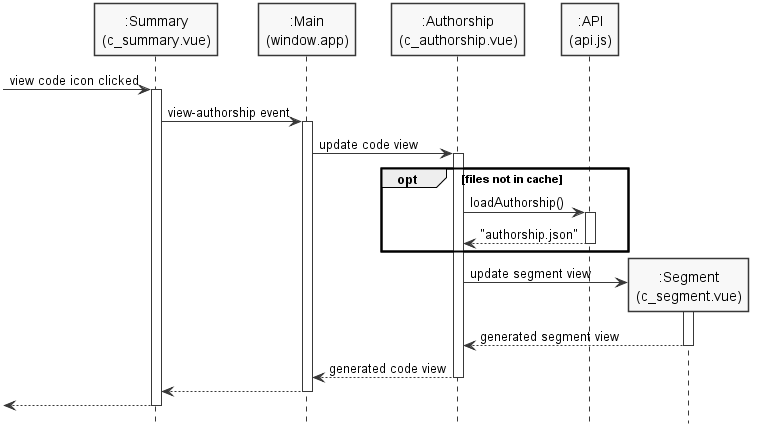 :Summary
(c_summary.vue)
:Main
(window.app)
:Authorship
(c_authorship.vue)
:API
(api.js)
view code icon clicked
view-authorship event
update code view
opt
[files not in cache]
loadAuthorship()
"authorship.json"
update segment view
:Segment
(c_segment.vue)
generated segment view
generated code view